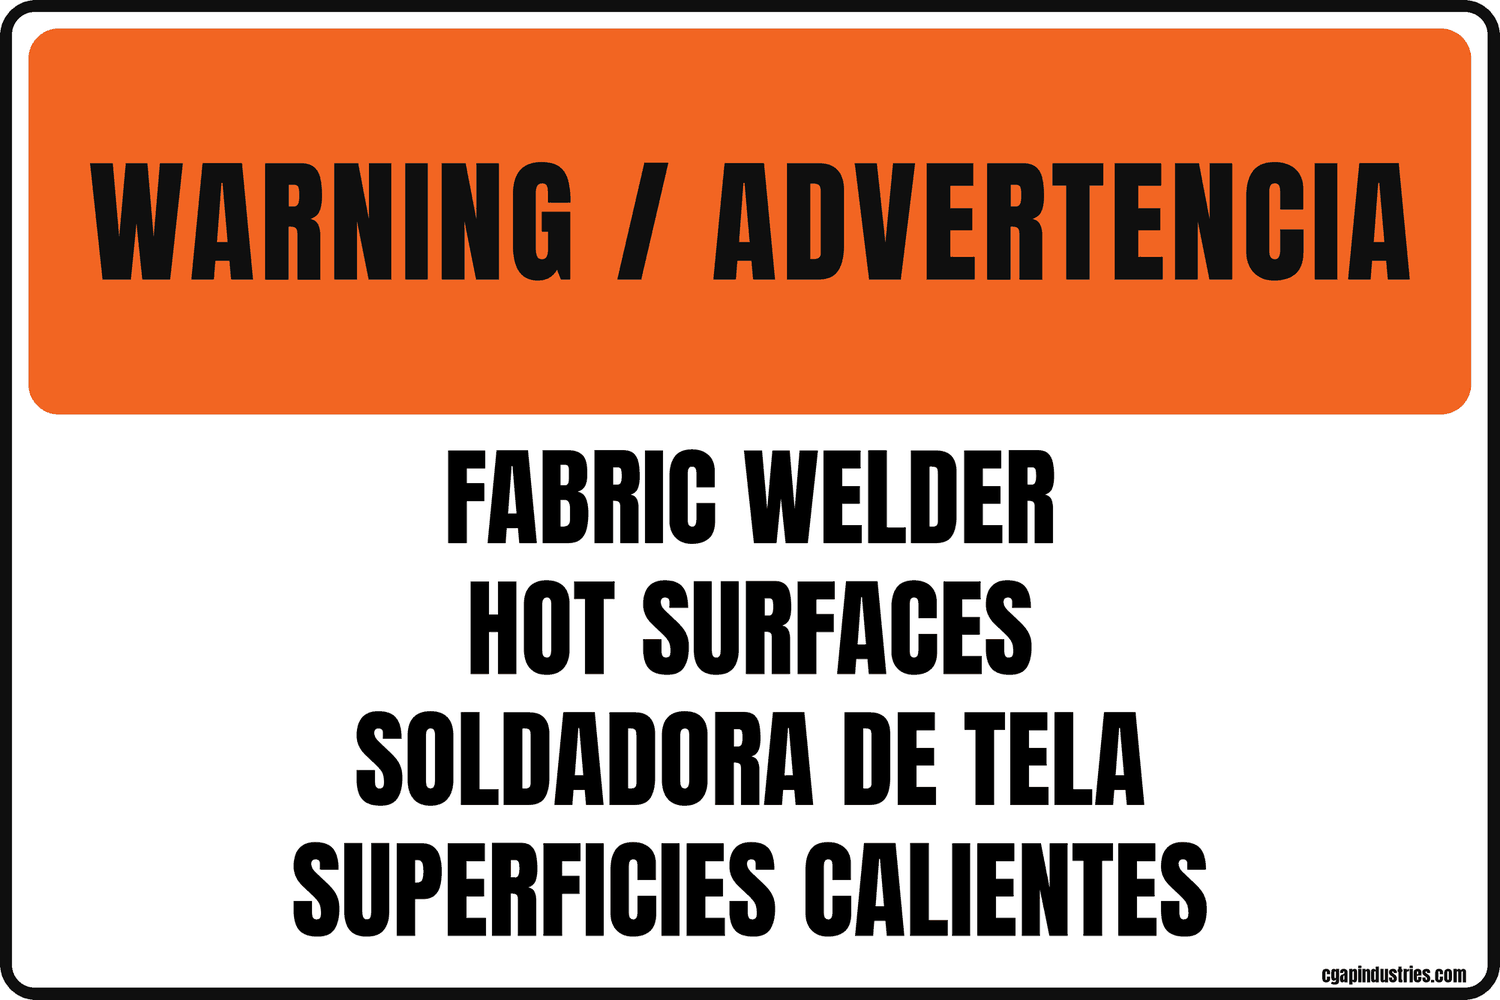 WARNING / ADVERTENCIA
FABRIC WELDER
HOT SURFACES
SOLDADORA DE TELA
SUPERFICIES CALIENTES
cgapindustries.com